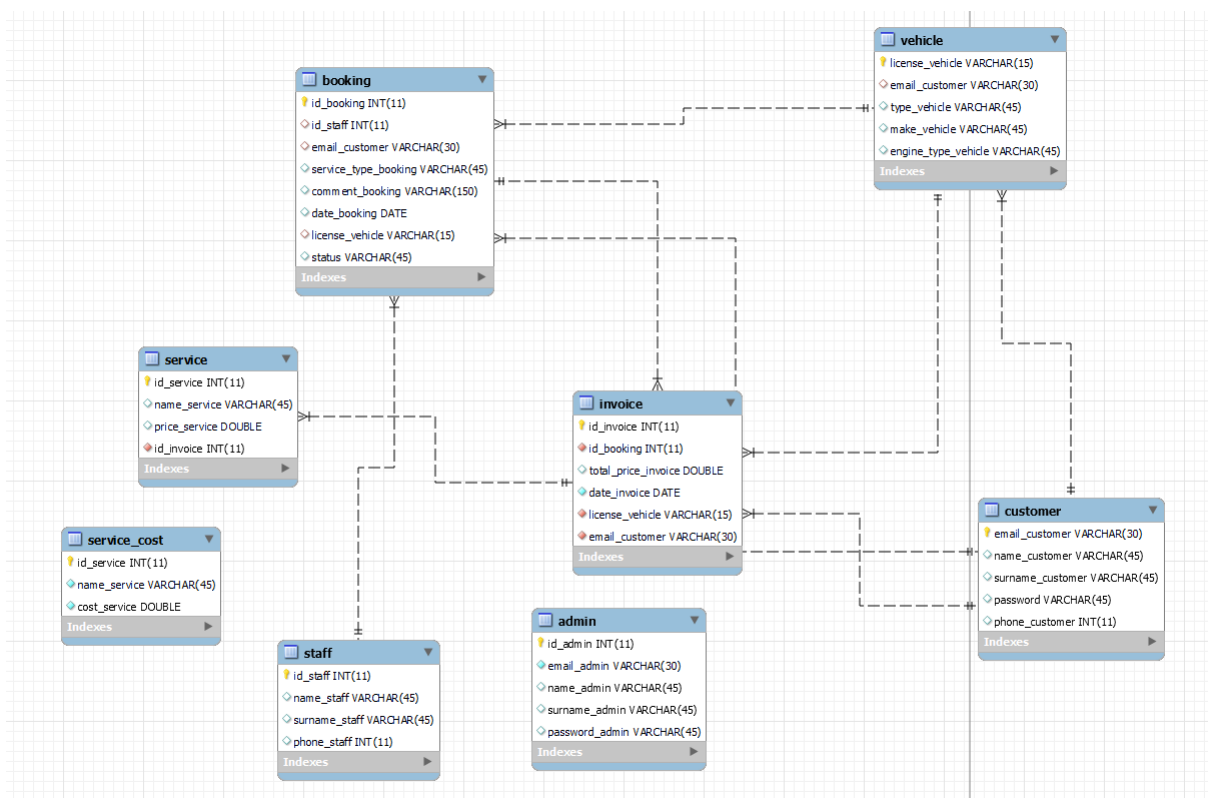 booking
id_booking INT(11)
id_staff INT(11)
email_customer VARCHAR(30)
service_type_booking VARCHAR(45)
comment_booking VARCHAR(150)
date_booking DATE
license_vehicle VARCHAR(15)
status VARCHAR(45)
Indexes
vehicle
license_vehicle VARCHAR(15)
email_customer VARCHAR(30)
type_vehicle VARCHAR(45)
make_vehicle VARCHAR(45)
engine_type_vehicle VARCHAR(45)
Indexes
service
id_service INT(11)
name_service VARCHAR(45)
price_service DOUBLE
id_invoice INT(11)
Indexes
invoice
id_invoice INT(11)
id_booking INT(11)
total_price_invoice DOUBLE
date_invoice DATE
license_vehicle VARCHAR(15)
email_customer VARCHAR(30)
Indexes
customer
email_customer VARCHAR(30)
name_customer VARCHAR(45)
surname_customer VARCHAR(45)
password VARCHAR(45)
phone_customer INT(11)
Indexes
service_cost
id_service INT(11)
name_service VARCHAR(45)
cost_service DOUBLE
Indexes
staff
id_staff INT(11)
name_staff VARCHAR(45)
surname_staff VARCHAR(45)
phone_staff INT(11)
Indexes
admin
id_admin INT(11)
email_admin VARCHAR(30)
name_admin VARCHAR(45)
surname_admin VARCHAR(45)
password_admin VARCHAR(45)
Indexes